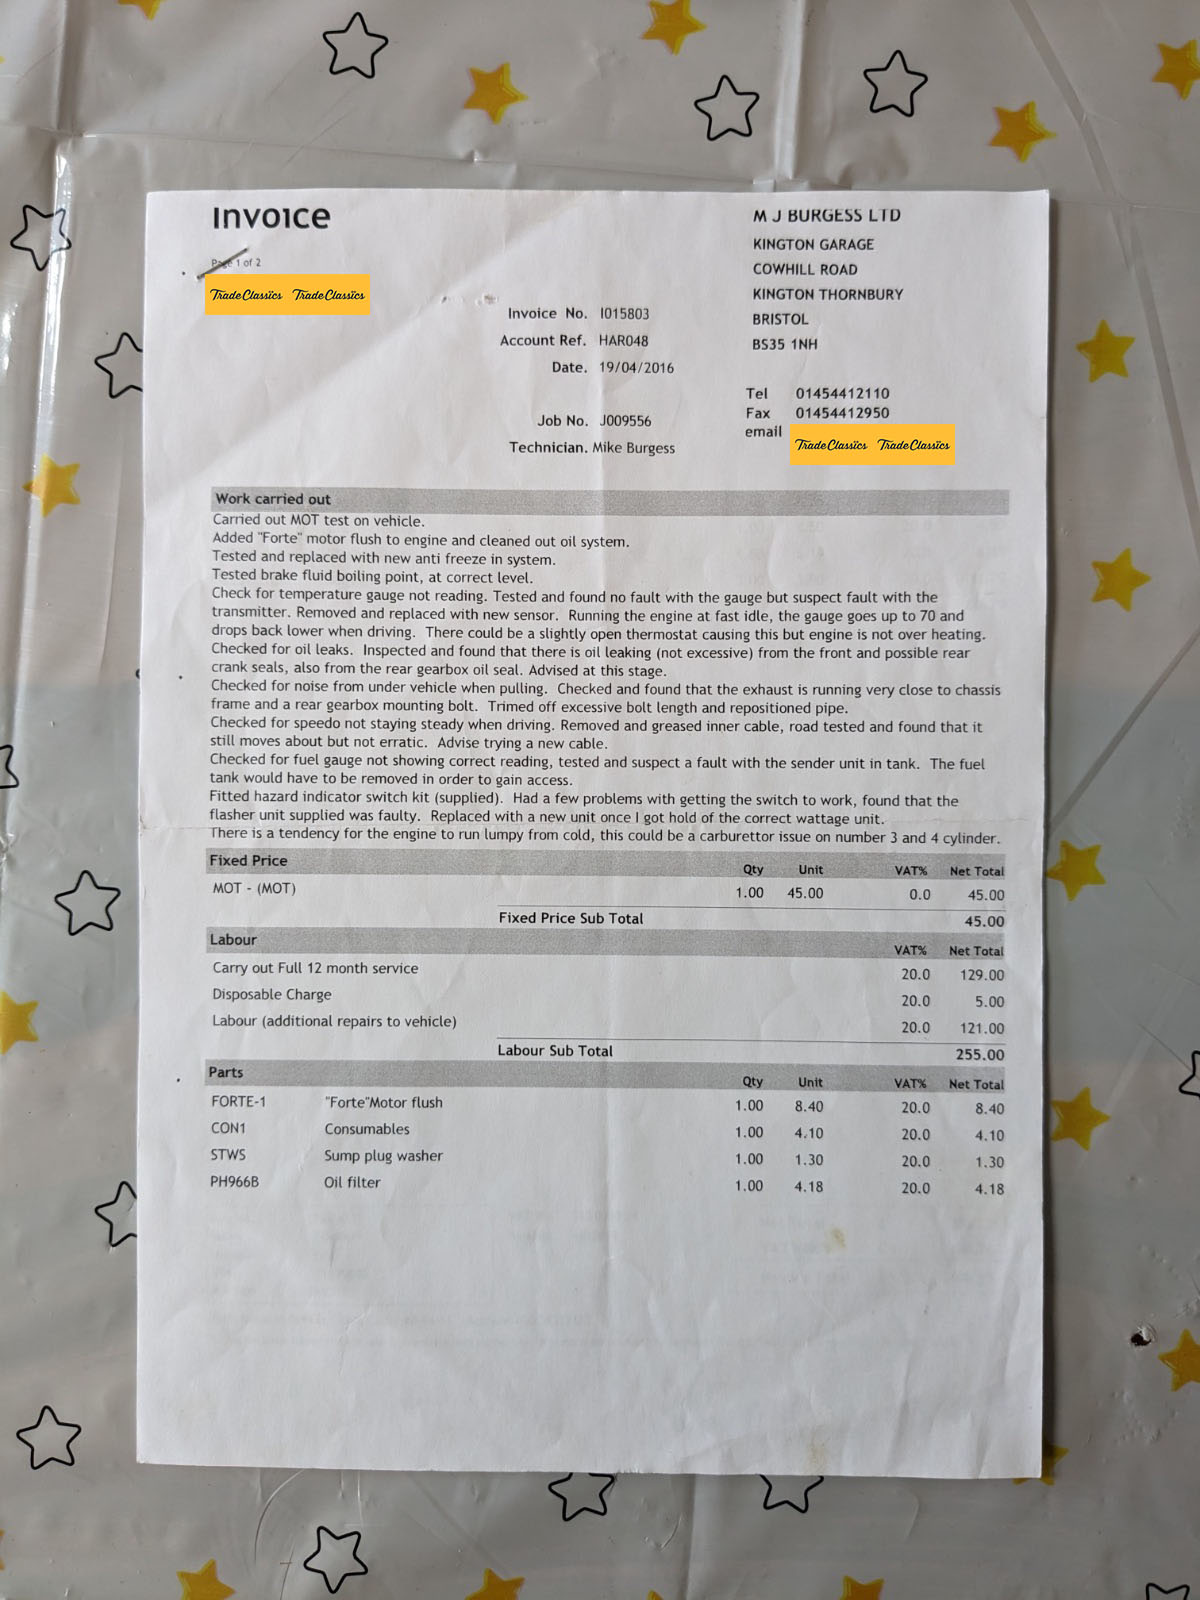 Invoice
Page 1 of 2
TradeClassics TradeClassics
Invoice No. I015803
Account Ref. HAR048
Date. 19/04/2016
Job No. J009556
Technician. Mike Burgess
M J BURGESS LTD
KINGTON GARAGE
COWHILL ROAD
KINGTON THORNBURY
BRISTOL
BS35 1NH
Tel 01454412110
Fax 01454412950
email TradeClassics TradeClassics
Work carried out
Carried out MOT test on vehicle.
Added "Forte" motor flush to engine and cleaned out oil system.
Tested and replaced with new anti freeze in system.
Tested brake fluid boiling point, at correct level.
Check for temperature gauge not reading. Tested and found no fault with the gauge but suspect fault with the
transmitter. Removed and replaced with new sensor. Running the engine at fast idle, the gauge goes up to 70 and
drops back lower when driving. There could be a slightly open thermostat causing this but engine is not over heating.
Checked for oil leaks. Inspected and found that there is oil leaking (not excessive) from the front and possible rear
crank seals, also from the rear gearbox oil seal. Advised at this stage.
Checked for noise from under vehicle when pulling. Checked and found that the exhaust is running very close to chassis
frame and a rear gearbox mounting bolt. Trimed off excessive bolt length and repositioned pipe.
Checked for speedo not staying steady when driving. Removed and greased inner cable, road tested and found that it
still moves about but not erratic. Advise trying a new cable.
Checked for fuel gauge not showing correct reading, tested and suspect a fault with the sender unit in tank. The fuel
tank would have to be removed in order to gain access.
Fitted hazard indicator switch kit (supplied). Had a few problems with getting the switch to work, found that the
flasher unit supplied was faulty. Replaced with a new unit once I got hold of the correct wattage unit.
There is a tendency for the engine to run lumpy from cold, this could be a carburettor issue on number 3 and 4 cylinder.
Fixed Price Qty Unit VAT% Net Total
MOT - (MOT) 1.00 45.00 0.0 45.00
Fixed Price Sub Total 45.00
Labour VAT% Net Total
Carry out Full 12 month service 20.0 129.00
Disposable Charge 20.0 5.00
Labour (additional repairs to vehicle) 20.0 121.00
Labour Sub Total 255.00
Parts Qty Unit VAT% Net Total
FORTE-1 "Forte"Motor flush 1.00 8.40 20.0 8.40
CON1 Consumables 1.00 4.10 20.0 4.10
STWS Sump plug washer 1.00 1.30 20.0 1.30
PH966B Oil filter 1.00 4.18 20.0 4.18